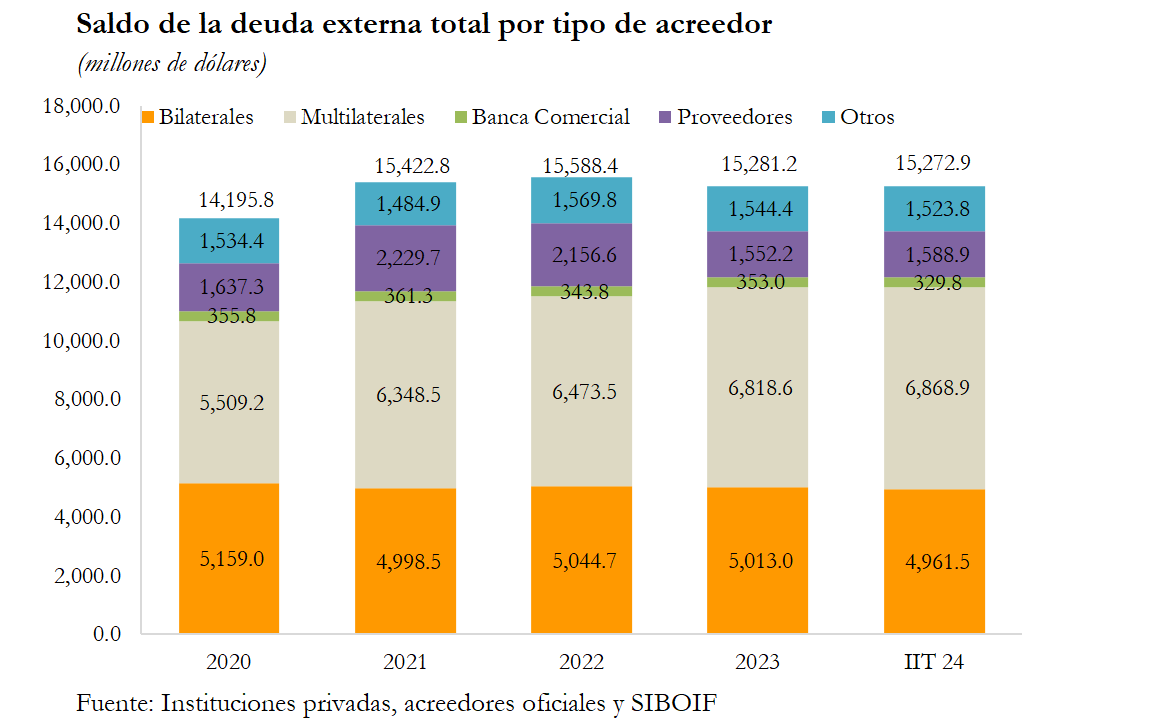 Saldo de la deuda externa total por tipo de acreedor
(millones de dólares)
18,000.0
Bilaterales Multilaterales Banca Comercial Proveedores Otros
16,000.0
15,422.8 15,588.4 15,281.2 15,272.9
14,195.8
14,000.0
1,534.4 1,484.9 1,569.8 1,544.4 1,523.8
1,637.3 2,229.7 2,156.6 1,552.2 1,588.9
12,000.0
355.8 361.3 343.8 353.0 329.8
10,000.0
5,509.2 6,348.5 6,473.5 6,818.6 6,868.9
8,000.0
6,000.0
4,000.0
5,159.0 4,998.5 5,044.7 5,013.0 4,961.5
2,000.0
0.0
2020 2021 2022 2023 IIT 24
Fuente: Instituciones privadas, acreedores oficiales y SIBOIF